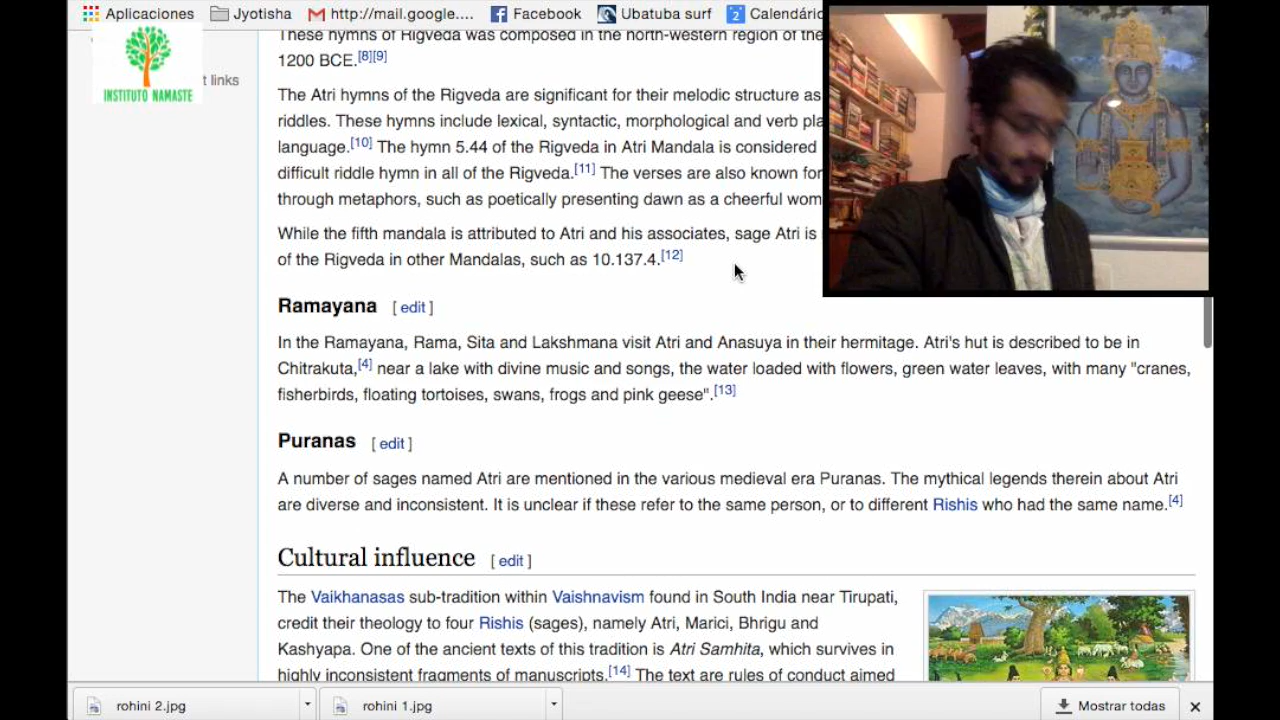 Aplicaciones Jyotisha http://mail.google.... Facebook Ubatuba surf Calendário
INSTITUTO NAMASTE
links
These hymns of Rigveda was composed in the north-western region of the
1200 BCE.[8][9]
The Atri hymns of the Rigveda are significant for their melodic structure as
riddles. These hymns include lexical, syntactic, morphological and verb pla
language.[10] The hymn 5.44 of the Rigveda in Atri Mandala is considered
difficult riddle hymn in all of the Rigveda.[11] The verses are also known for
through metaphors, such as poetically presenting dawn as a cheerful wom
While the fifth mandala is attributed to Atri and his associates, sage Atri is
of the Rigveda in other Mandalas, such as 10.137.4.[12]
Ramayana [ edit ]
In the Ramayana, Rama, Sita and Lakshmana visit Atri and Anasuya in their hermitage. Atri's hut is described to be in
Chitrakuta,[4] near a lake with divine music and songs, the water loaded with flowers, green water leaves, with many "cranes,
fisherbirds, floating tortoises, swans, frogs and pink geese".[13]
Puranas [ edit ]
A number of sages named Atri are mentioned in the various medieval era Puranas. The mythical legends therein about Atri
are diverse and inconsistent. It is unclear if these refer to the same person, or to different Rishis who had the same name.[4]
Cultural influence [ edit ]
The Vaikhanasas sub-tradition within Vaishnavism found in South India near Tirupati,
credit their theology to four Rishis (sages), namely Atri, Marici, Bhrigu and
Kashyapa. One of the ancient texts of this tradition is Atri Samhita, which survives in
highly inconsistent fragments of manuscripts.[14] The text are rules of conduct aimed
rohini 2.jpg rohini 1.jpg Mostrar todas